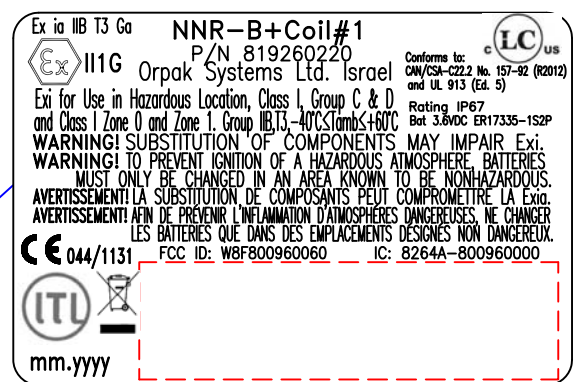 Ex ia IIB T3 Ga
Ex II1G
NNR-B+Coil#1
P/N 819260220
Orpak Systems Ltd. Israel
c LC us
Conforms to:
CAN/CSA-C22.2 No. 157-92 (R2012)
and UL 913 (Ed. 5)
Rating IP67
Bat 3.6VDC ER17335-1S2P
Exi for Use in Hazardous Location, Class I, Group C & D
and Class I Zone 0 and Zone 1. Group IIB,T3,-40°C≤Tamb≤+60°C
WARNING! SUBSTITUTION OF COMPONENTS MAY IMPAIR Exi.
WARNING! TO PREVENT IGNITION OF A HAZARDOUS ATMOSPHERE, BATTERIES
MUST ONLY BE CHANGED IN AN AREA KNOWN TO BE NONHAZARDOUS.
AVERTISSEMENT! LA SUBSTITUTION DE COMPOSANTS PEUT COMPROMETTRE LA Exia.
AVERTISSEMENT! AFIN DE PRÉVENIR L'INFLAMMATION D'ATMOSPHÈRES DANGEREUSES, NE CHANGER
LES BATTERIES QUE DANS DES EMPLACEMENTS DÉSIGNÉS NON DANGEREUX.
CE 044/1131
FCC ID: W8F800960060 IC: 8264A-800960000
ITL
mm.yyyy